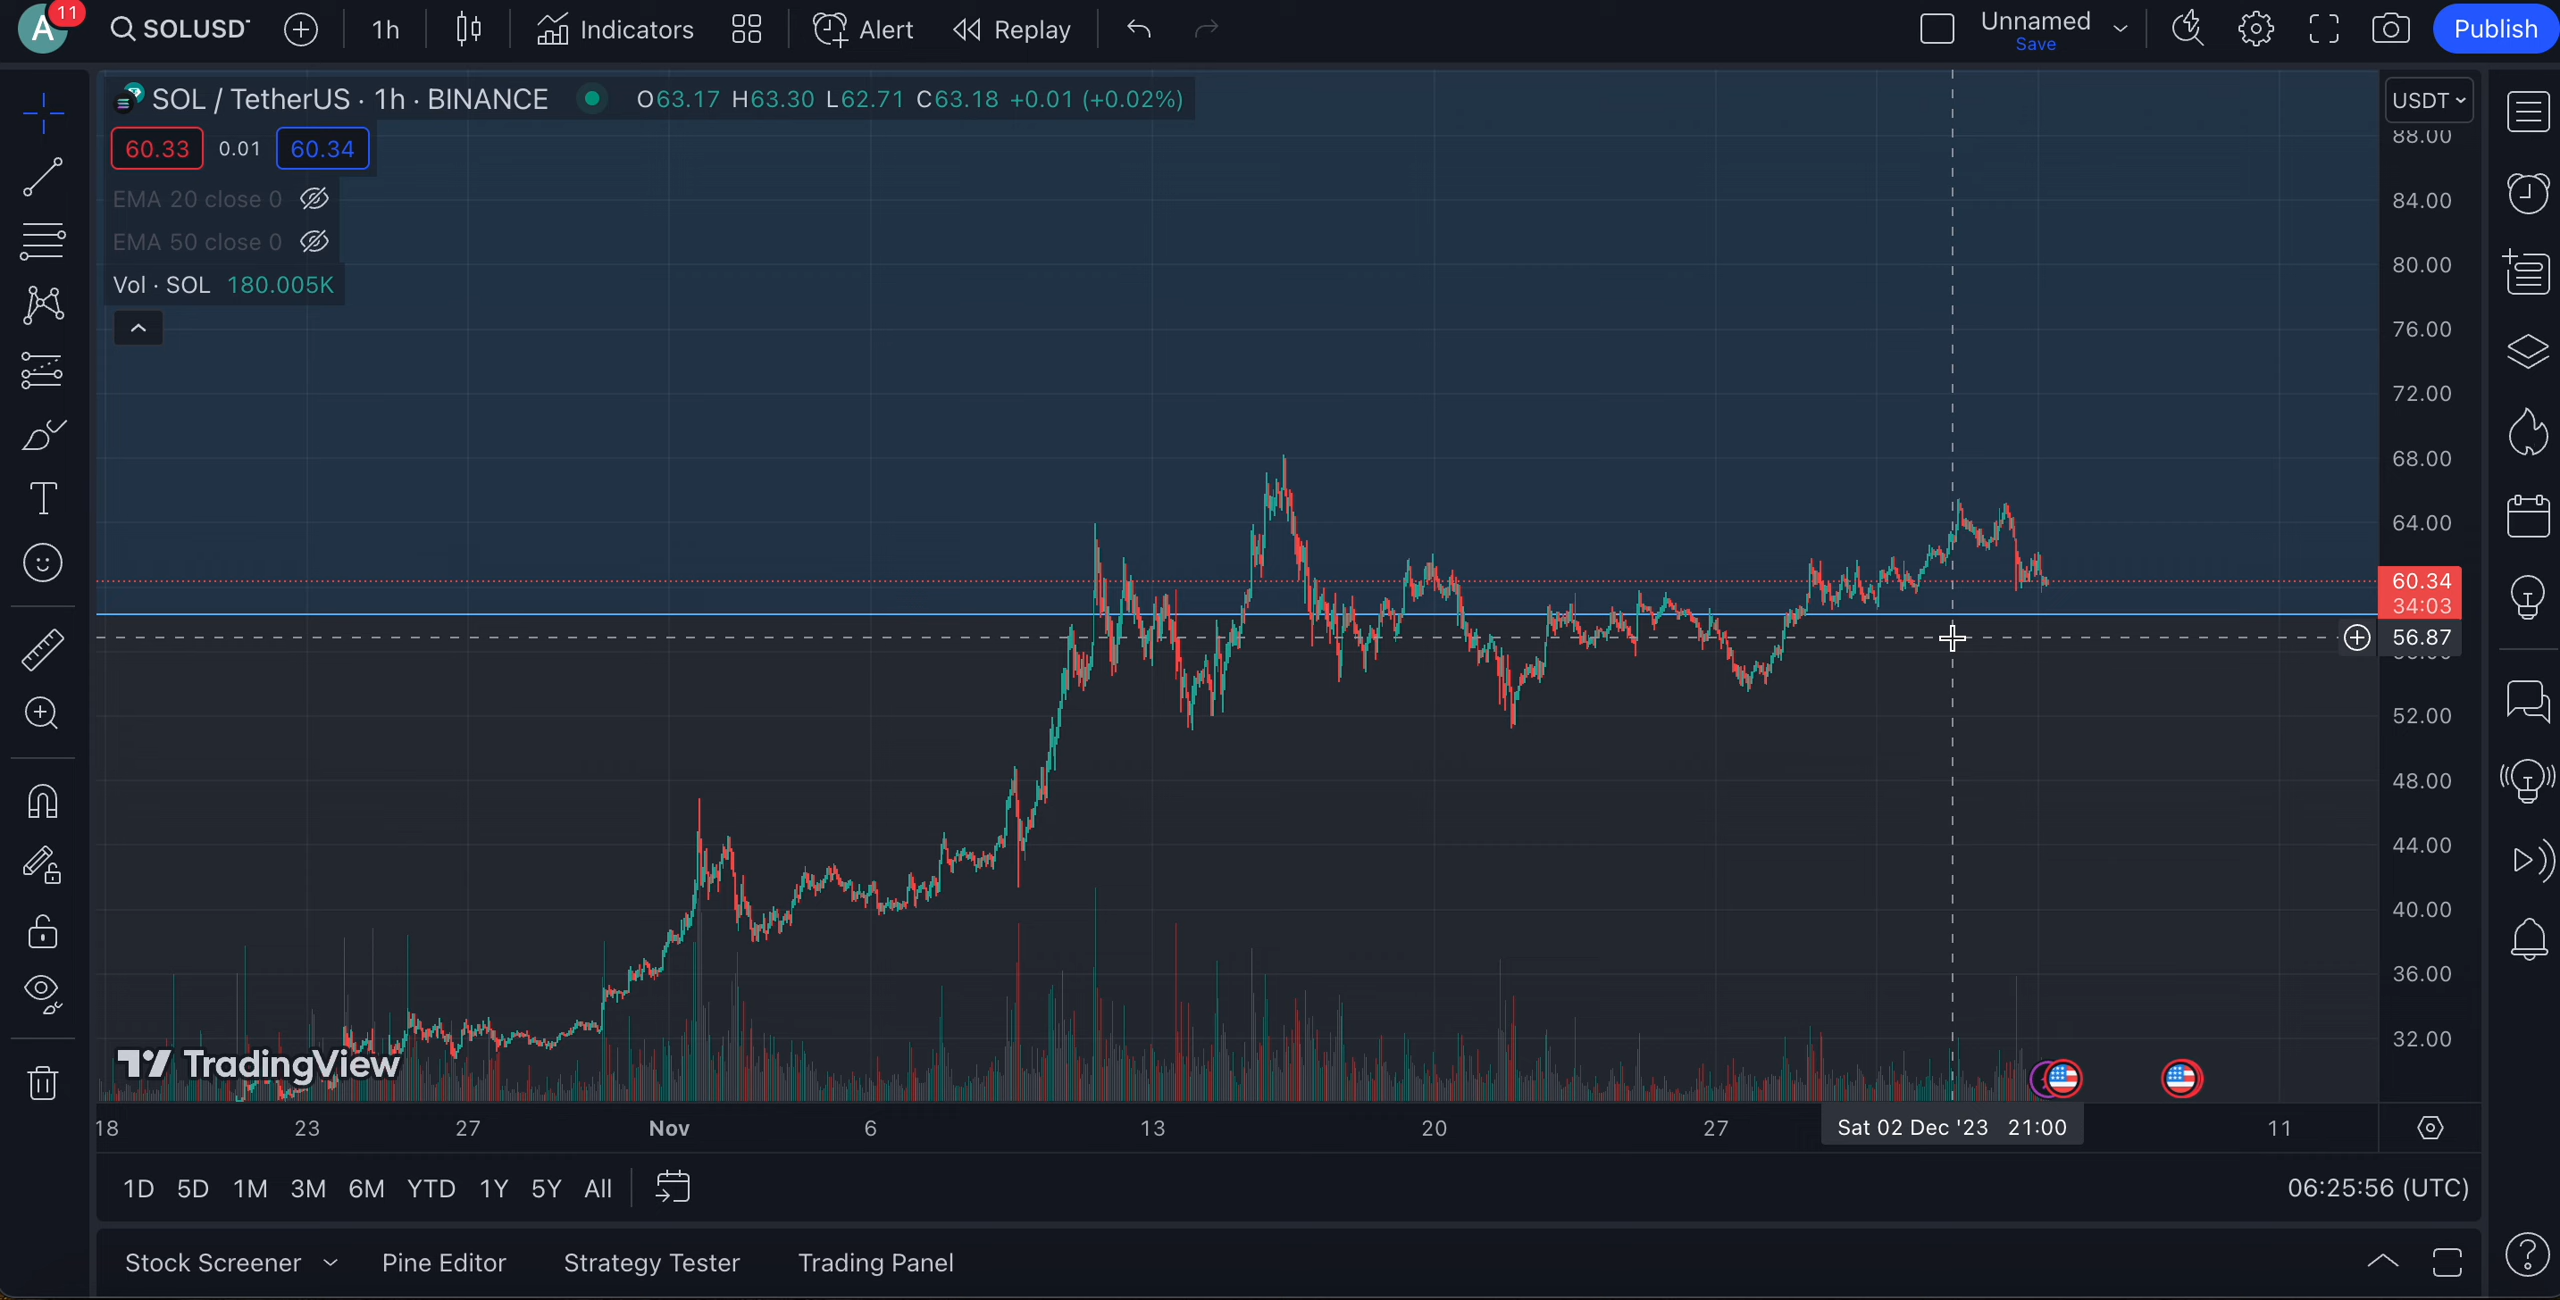 A 11 SOLUSDT 1h Indicators Alert Replay Unnamed Save Publish
SOL / TetherUS · 1h · BINANCE O63.17 H63.30 L62.71 C63.18 +0.01 (+0.02%)
USDT
60.33 0.01 60.34
EMA 20 close 0
EMA 50 close 0
Vol · SOL 180.005K
88.00
84.00
80.00
76.00
72.00
68.00
64.00
60.34
34:03
56.87
52.00
48.00
44.00
40.00
36.00
32.00
TradingView
18 23 27 Nov 6 13 20 27 Sat 02 Dec '23 21:00 11
1D 5D 1M 3M 6M YTD 1Y 5Y All 06:25:56 (UTC)
Stock Screener Pine Editor Strategy Tester Trading Panel